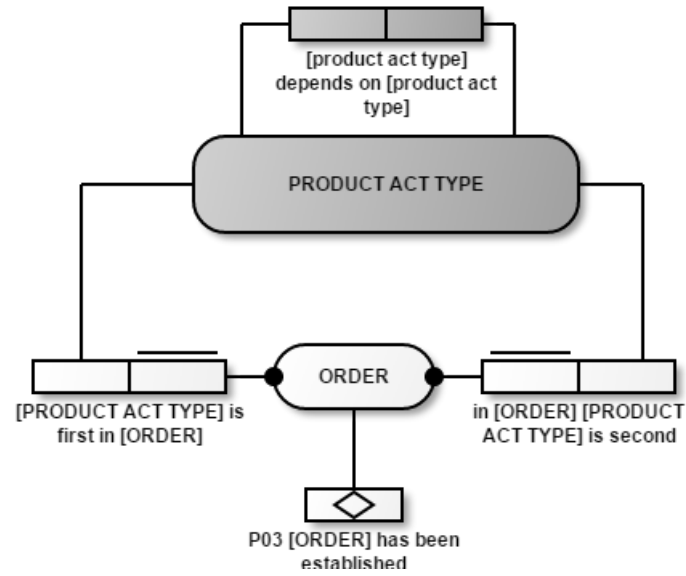 [product act type]
depends on [product act
type]
PRODUCT ACT TYPE
ORDER
[PRODUCT ACT TYPE] is
first in [ORDER]
in [ORDER] [PRODUCT
ACT TYPE] is second
P03 [ORDER] has been
established